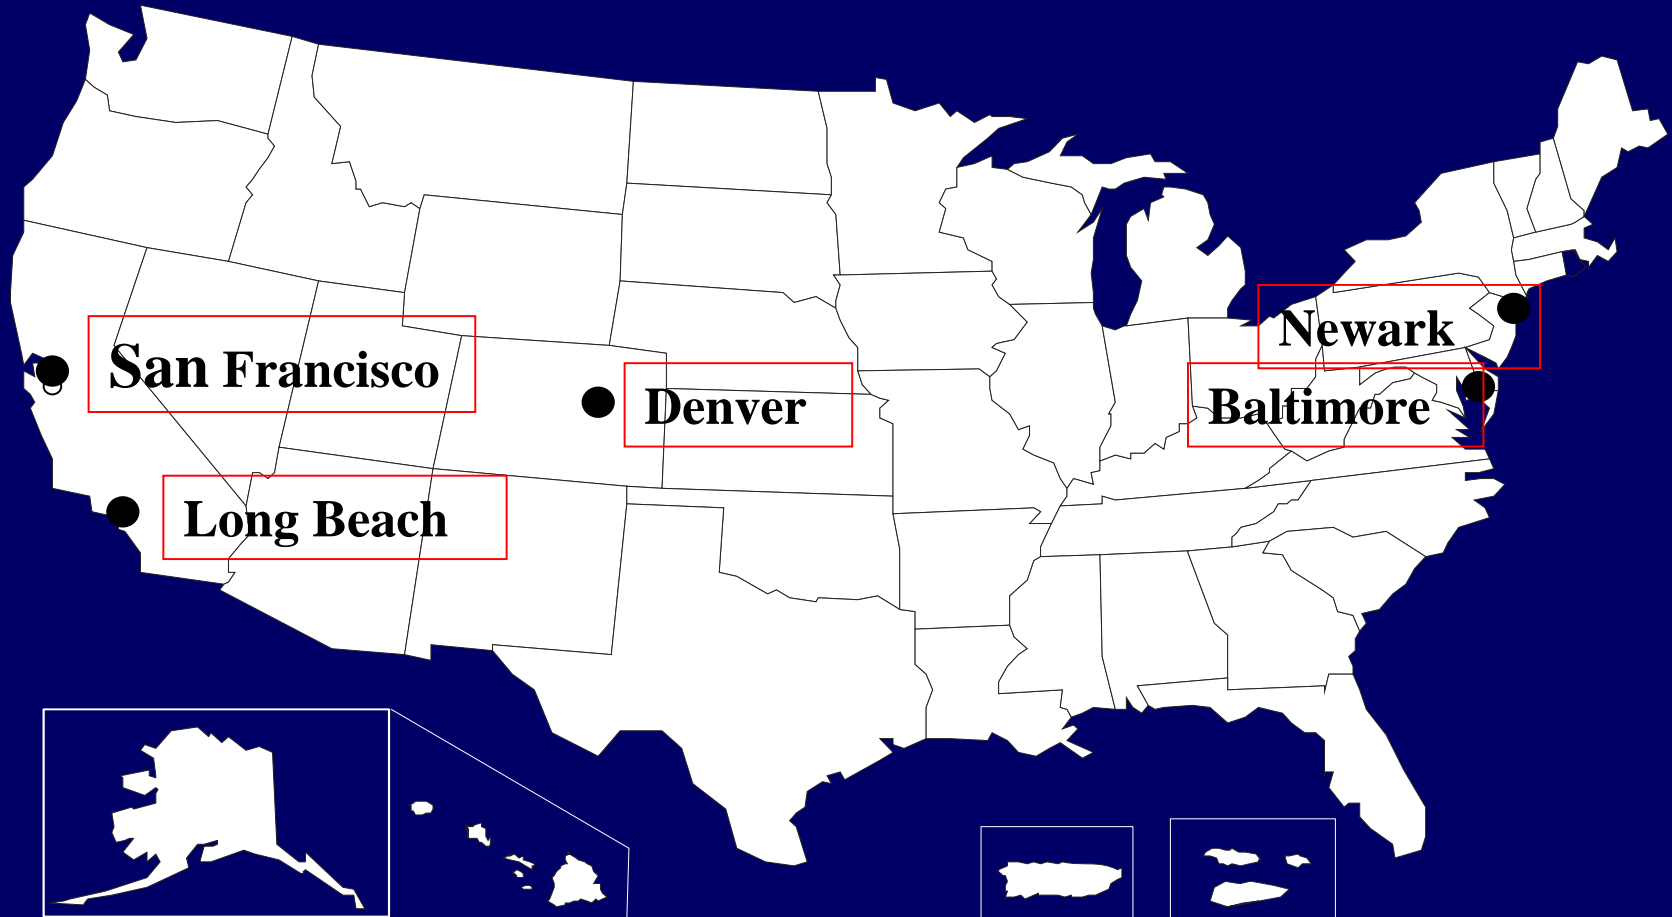 Newark
San Francisco
Denver
Baltimore
Long Beach